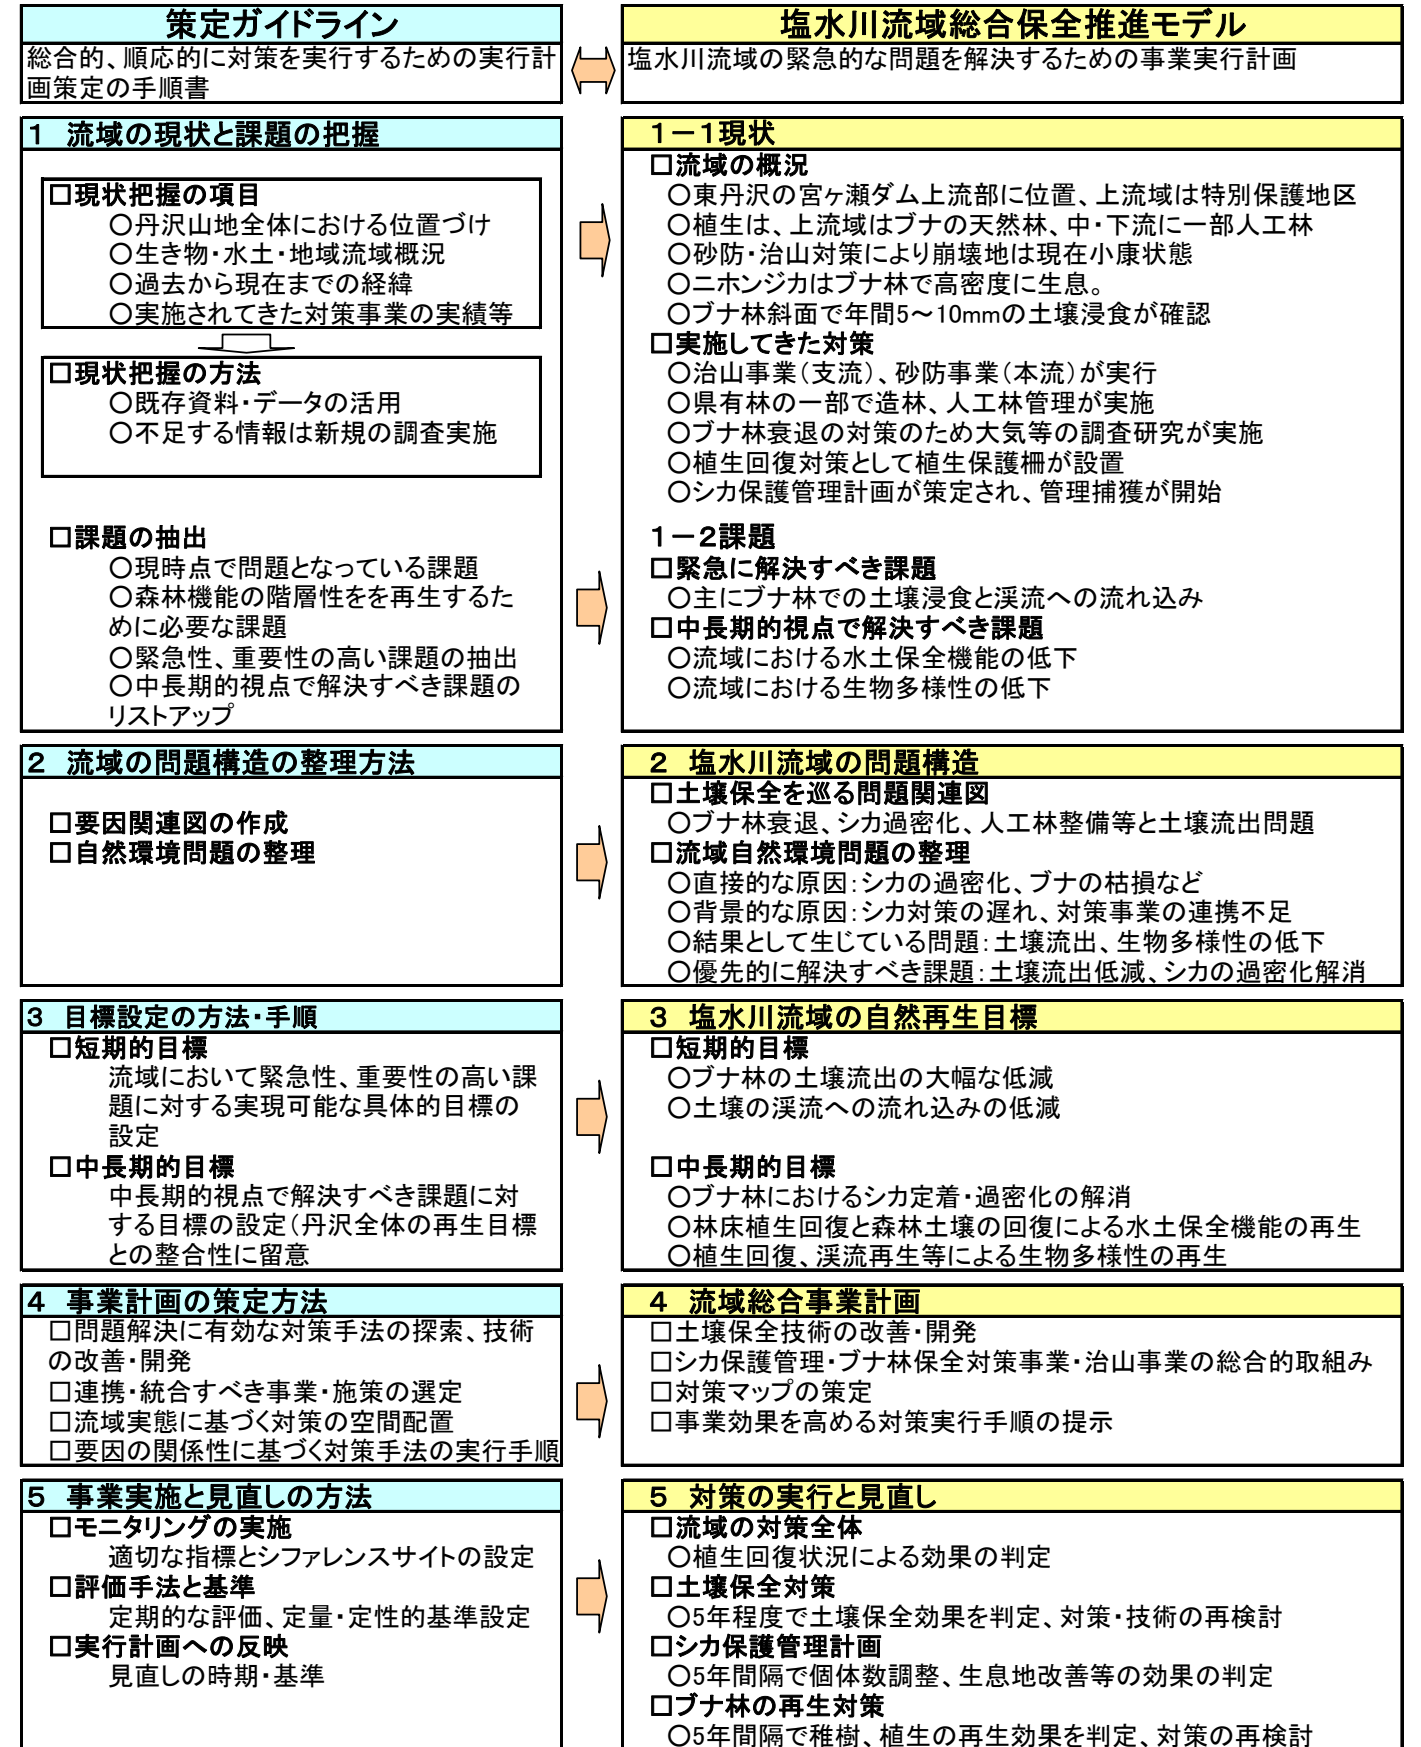 策定ガイドライン
総合的、順応的に対策を実行するための実行計
画策定の手順書
塩水川流域総合保全推進モデル
塩水川流域の緊急的な問題を解決するための事業実行計画
１　流域の現状と課題の把握
□現状把握の項目
○丹沢山地全体における位置づけ
○生き物・水土・地域流域概況
○過去から現在までの経緯
○実施されてきた対策事業の実績等
□現状把握の方法
○既存資料・データの活用
○不足する情報は新規の調査実施
□課題の抽出
○現時点で問題となっている課題
○森林機能の階層性をを再生するた
めに必要な課題
○緊急性、重要性の高い課題の抽出
○中長期的視点で解決すべき課題の
リストアップ
１－１現状
□流域の概況
○東丹沢の宮ヶ瀬ダム上流部に位置、上流域は特別保護地区
○植生は、上流域はブナの天然林、中・下流に一部人工林
○砂防・治山対策により崩壊地は現在小康状態
○ニホンジカはブナ林で高密度に生息。
○ブナ林斜面で年間5～10mmの土壌浸食が確認
□実施してきた対策
○治山事業（支流）、砂防事業（本流）が実行
○県有林の一部で造林、人工林管理が実施
○ブナ林衰退の対策のため大気等の調査研究が実施
○植生回復対策として植生保護柵が設置
○シカ保護管理計画が策定され、管理捕獲が開始
１－２課題
□緊急に解決すべき課題
○主にブナ林での土壌浸食と渓流への流れ込み
□中長期的視点で解決すべき課題
○流域における水土保全機能の低下
○流域における生物多様性の低下
２　流域の問題構造の整理方法
□要因関連図の作成
□自然環境問題の整理
２　塩水川流域の問題構造
□土壌保全を巡る問題関連図
○ブナ林衰退、シカ過密化、人工林整備等と土壌流出問題
□流域自然環境問題の整理
○直接的な原因：シカの過密化、ブナの枯損など
○背景的な原因：シカ対策の遅れ、対策事業の連携不足
○結果として生じている問題：土壌流出、生物多様性の低下
○優先的に解決すべき課題：土壌流出低減、シカの過密化解消
３　目標設定の方法・手順
□短期的目標
流域において緊急性、重要性の高い課
題に対する実現可能な具体的目標の
設定
□中長期的目標
中長期的視点で解決すべき課題に対
する目標の設定（丹沢全体の再生目標
との整合性に留意
３　塩水川流域の自然再生目標
□短期的目標
○ブナ林の土壌流出の大幅な低減
○土壌の渓流への流れ込みの低減
□中長期的目標
○ブナ林におけるシカ定着・過密化の解消
○林床植生回復と森林土壌の回復による水土保全機能の再生
○植生回復、渓流再生等による生物多様性の再生
４　事業計画の策定方法
□問題解決に有効な対策手法の探索、技術
の改善・開発
□連携・統合すべき事業・施策の選定
□流域実態に基づく対策の空間配置
□要因の関係性に基づく対策手法の実行手順
４　流域総合事業計画
□土壌保全技術の改善・開発
□シカ保護管理・ブナ林保全対策事業・治山事業の総合的取組み
□対策マップの策定
□事業効果を高める対策実行手順の提示
５　事業実施と見直しの方法
□モニタリングの実施
適切な指標とシファレンスサイトの設定
□評価手法と基準
定期的な評価、定量・定性的基準設定
□実行計画への反映
見直しの時期・基準
５　対策の実行と見直し
□流域の対策全体
○植生回復状況による効果の判定
□土壌保全対策
○5年程度で土壌保全効果を判定、対策・技術の再検討
□シカ保護管理計画
○5年間隔で個体数調整、生息地改善等の効果の判定
□ブナ林の再生対策
○5年間隔で稚樹、植生の再生効果を判定、対策の再検討